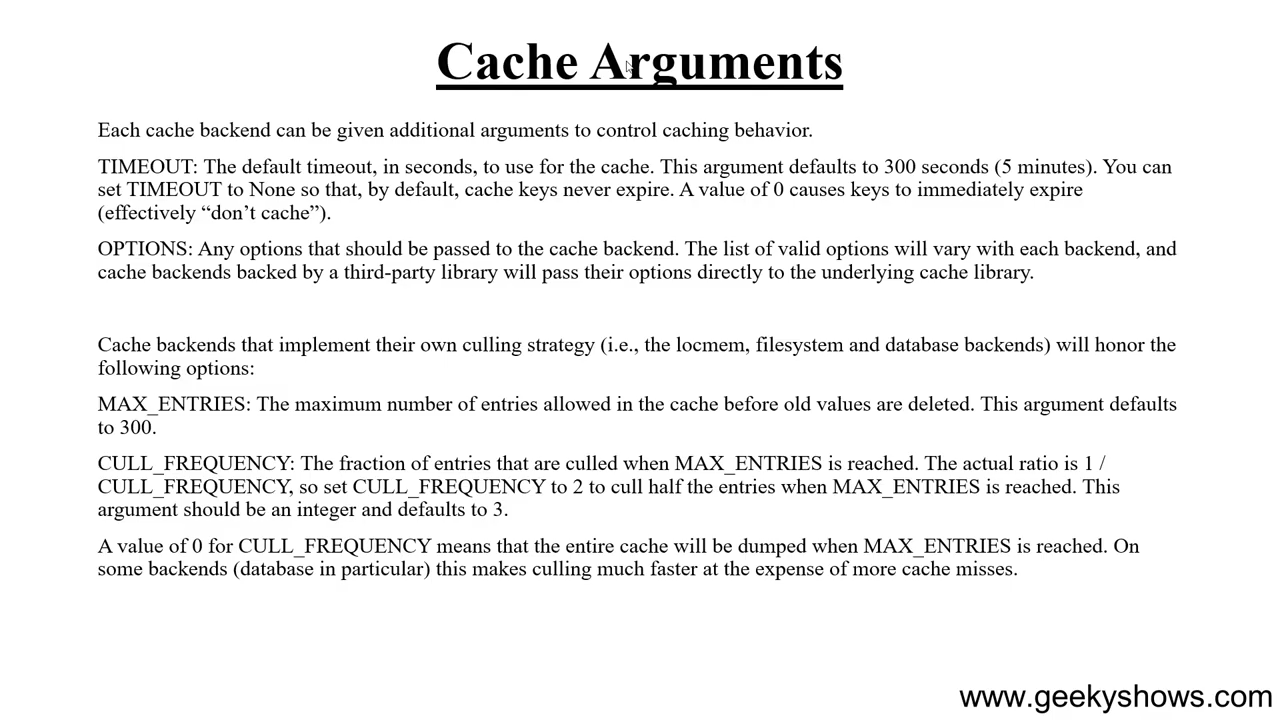 Cache Arguments
Each cache backend can be given additional arguments to control caching behavior.
TIMEOUT: The default timeout, in seconds, to use for the cache. This argument defaults to 300 seconds (5 minutes). You can
set TIMEOUT to None so that, by default, cache keys never expire. A value of 0 causes keys to immediately expire
(effectively “don’t cache”).
OPTIONS: Any options that should be passed to the cache backend. The list of valid options will vary with each backend, and
cache backends backed by a third-party library will pass their options directly to the underlying cache library.
Cache backends that implement their own culling strategy (i.e., the locmem, filesystem and database backends) will honor the
following options:
MAX_ENTRIES: The maximum number of entries allowed in the cache before old values are deleted. This argument defaults
to 300.
CULL_FREQUENCY: The fraction of entries that are culled when MAX_ENTRIES is reached. The actual ratio is 1 /
CULL_FREQUENCY, so set CULL_FREQUENCY to 2 to cull half the entries when MAX_ENTRIES is reached. This
argument should be an integer and defaults to 3.
A value of 0 for CULL_FREQUENCY means that the entire cache will be dumped when MAX_ENTRIES is reached. On
some backends (database in particular) this makes culling much faster at the expense of more cache misses.
www.geekyshows.com